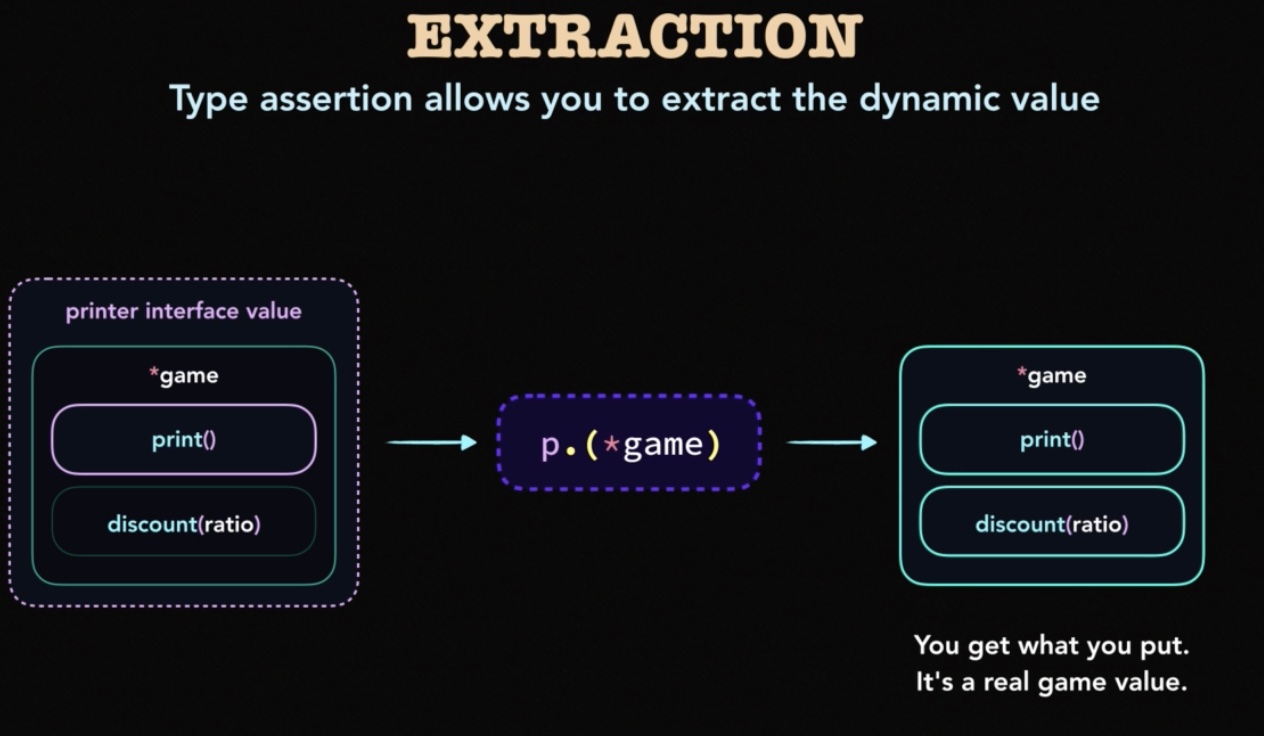 EXTRACTION
Type assertion allows you to extract the dynamic value
printer interface value
*game
print()
discount(ratio)
p.(*game)
*game
print()
discount(ratio)
You get what you put.
It's a real game value.